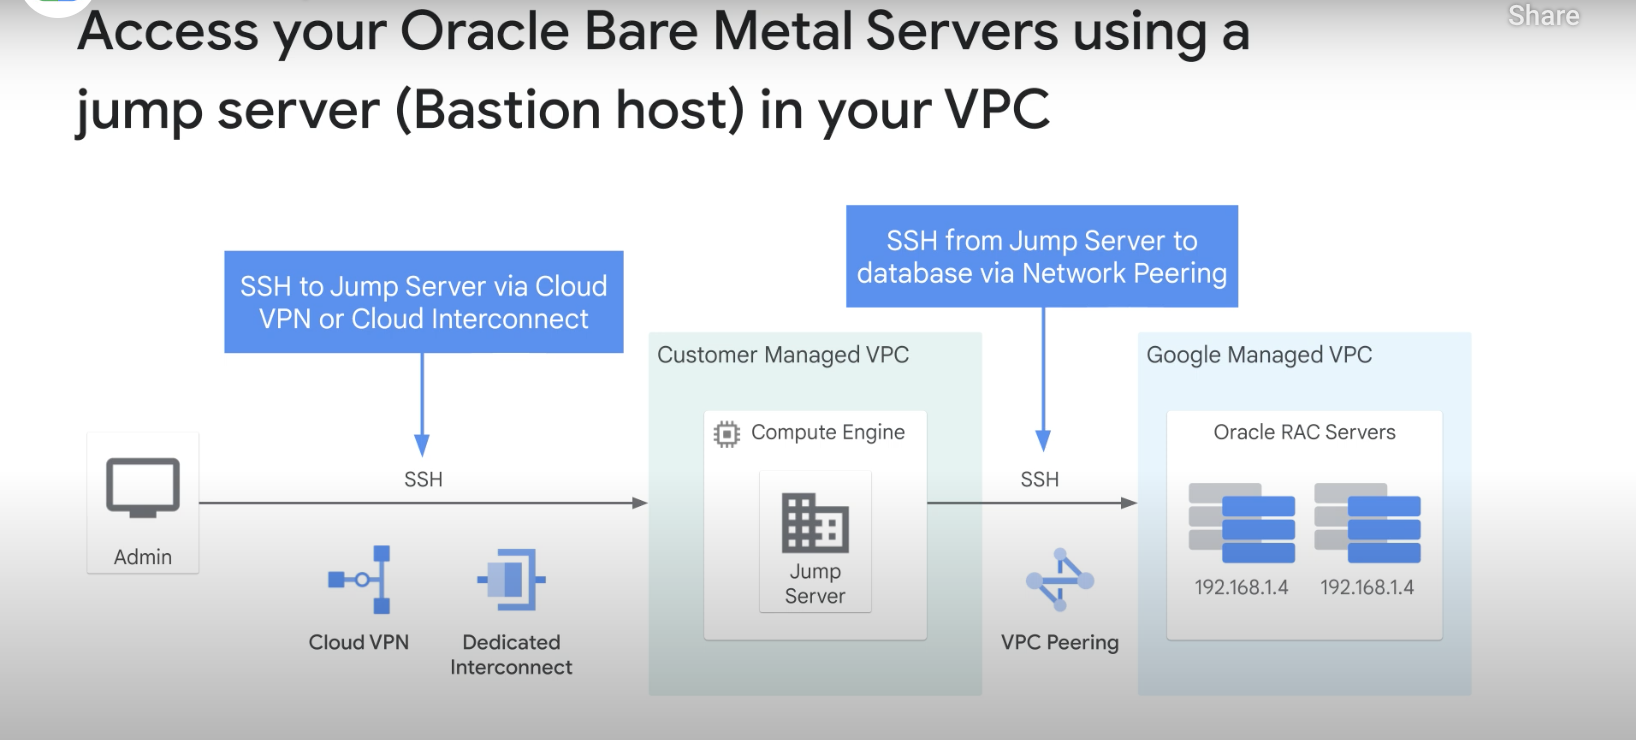 Share
Access your Oracle Bare Metal Servers using a
jump server (Bastion host) in your VPC
SSH to Jump Server via Cloud
VPN or Cloud Interconnect
SSH from Jump Server to
database via Network Peering
Customer Managed VPC
Google Managed VPC
Compute Engine
Oracle RAC Servers
SSH
SSH
Admin
Jump
Server
192.168.1.4
192.168.1.4
Cloud VPN
Dedicated
Interconnect
VPC Peering